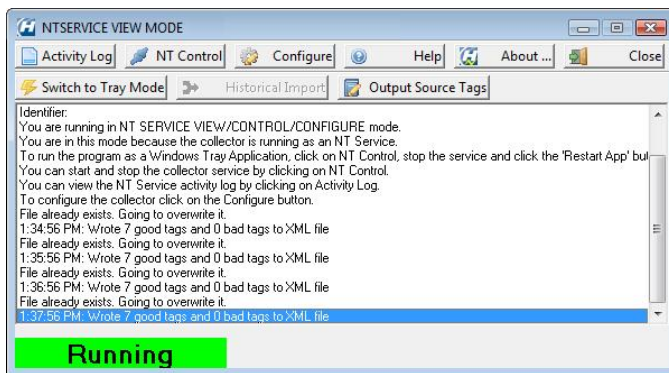 NTSERVICE VIEW MODE
Activity Log NT Control Configure Help About ... Close
Switch to Tray Mode Historical Import Output Source Tags
Identifier:
You are running in NT SERVICE VIEW/CONTROL/CONFIGURE mode.
You are in this mode because the collector is running as an NT Service.
To run the program as a Windows Tray Application, click on NT Control, stop the service and click the 'Restart App' but
You can start and stop the collector service by clicking on NT Control.
You can view the NT Service activity log by clicking on Activity Log.
To configure the collector click on the Configure button.
File already exists. Going to overwrite it.
1:34:56 PM: Wrote 7 good tags and 0 bad tags to XML file
File already exists. Going to overwrite it.
1:35:56 PM: Wrote 7 good tags and 0 bad tags to XML file
File already exists. Going to overwrite it.
1:36:56 PM: Wrote 7 good tags and 0 bad tags to XML file
File already exists. Going to overwrite it.
1:37:56 PM: Wrote 7 good tags and 0 bad tags to XML file
Running